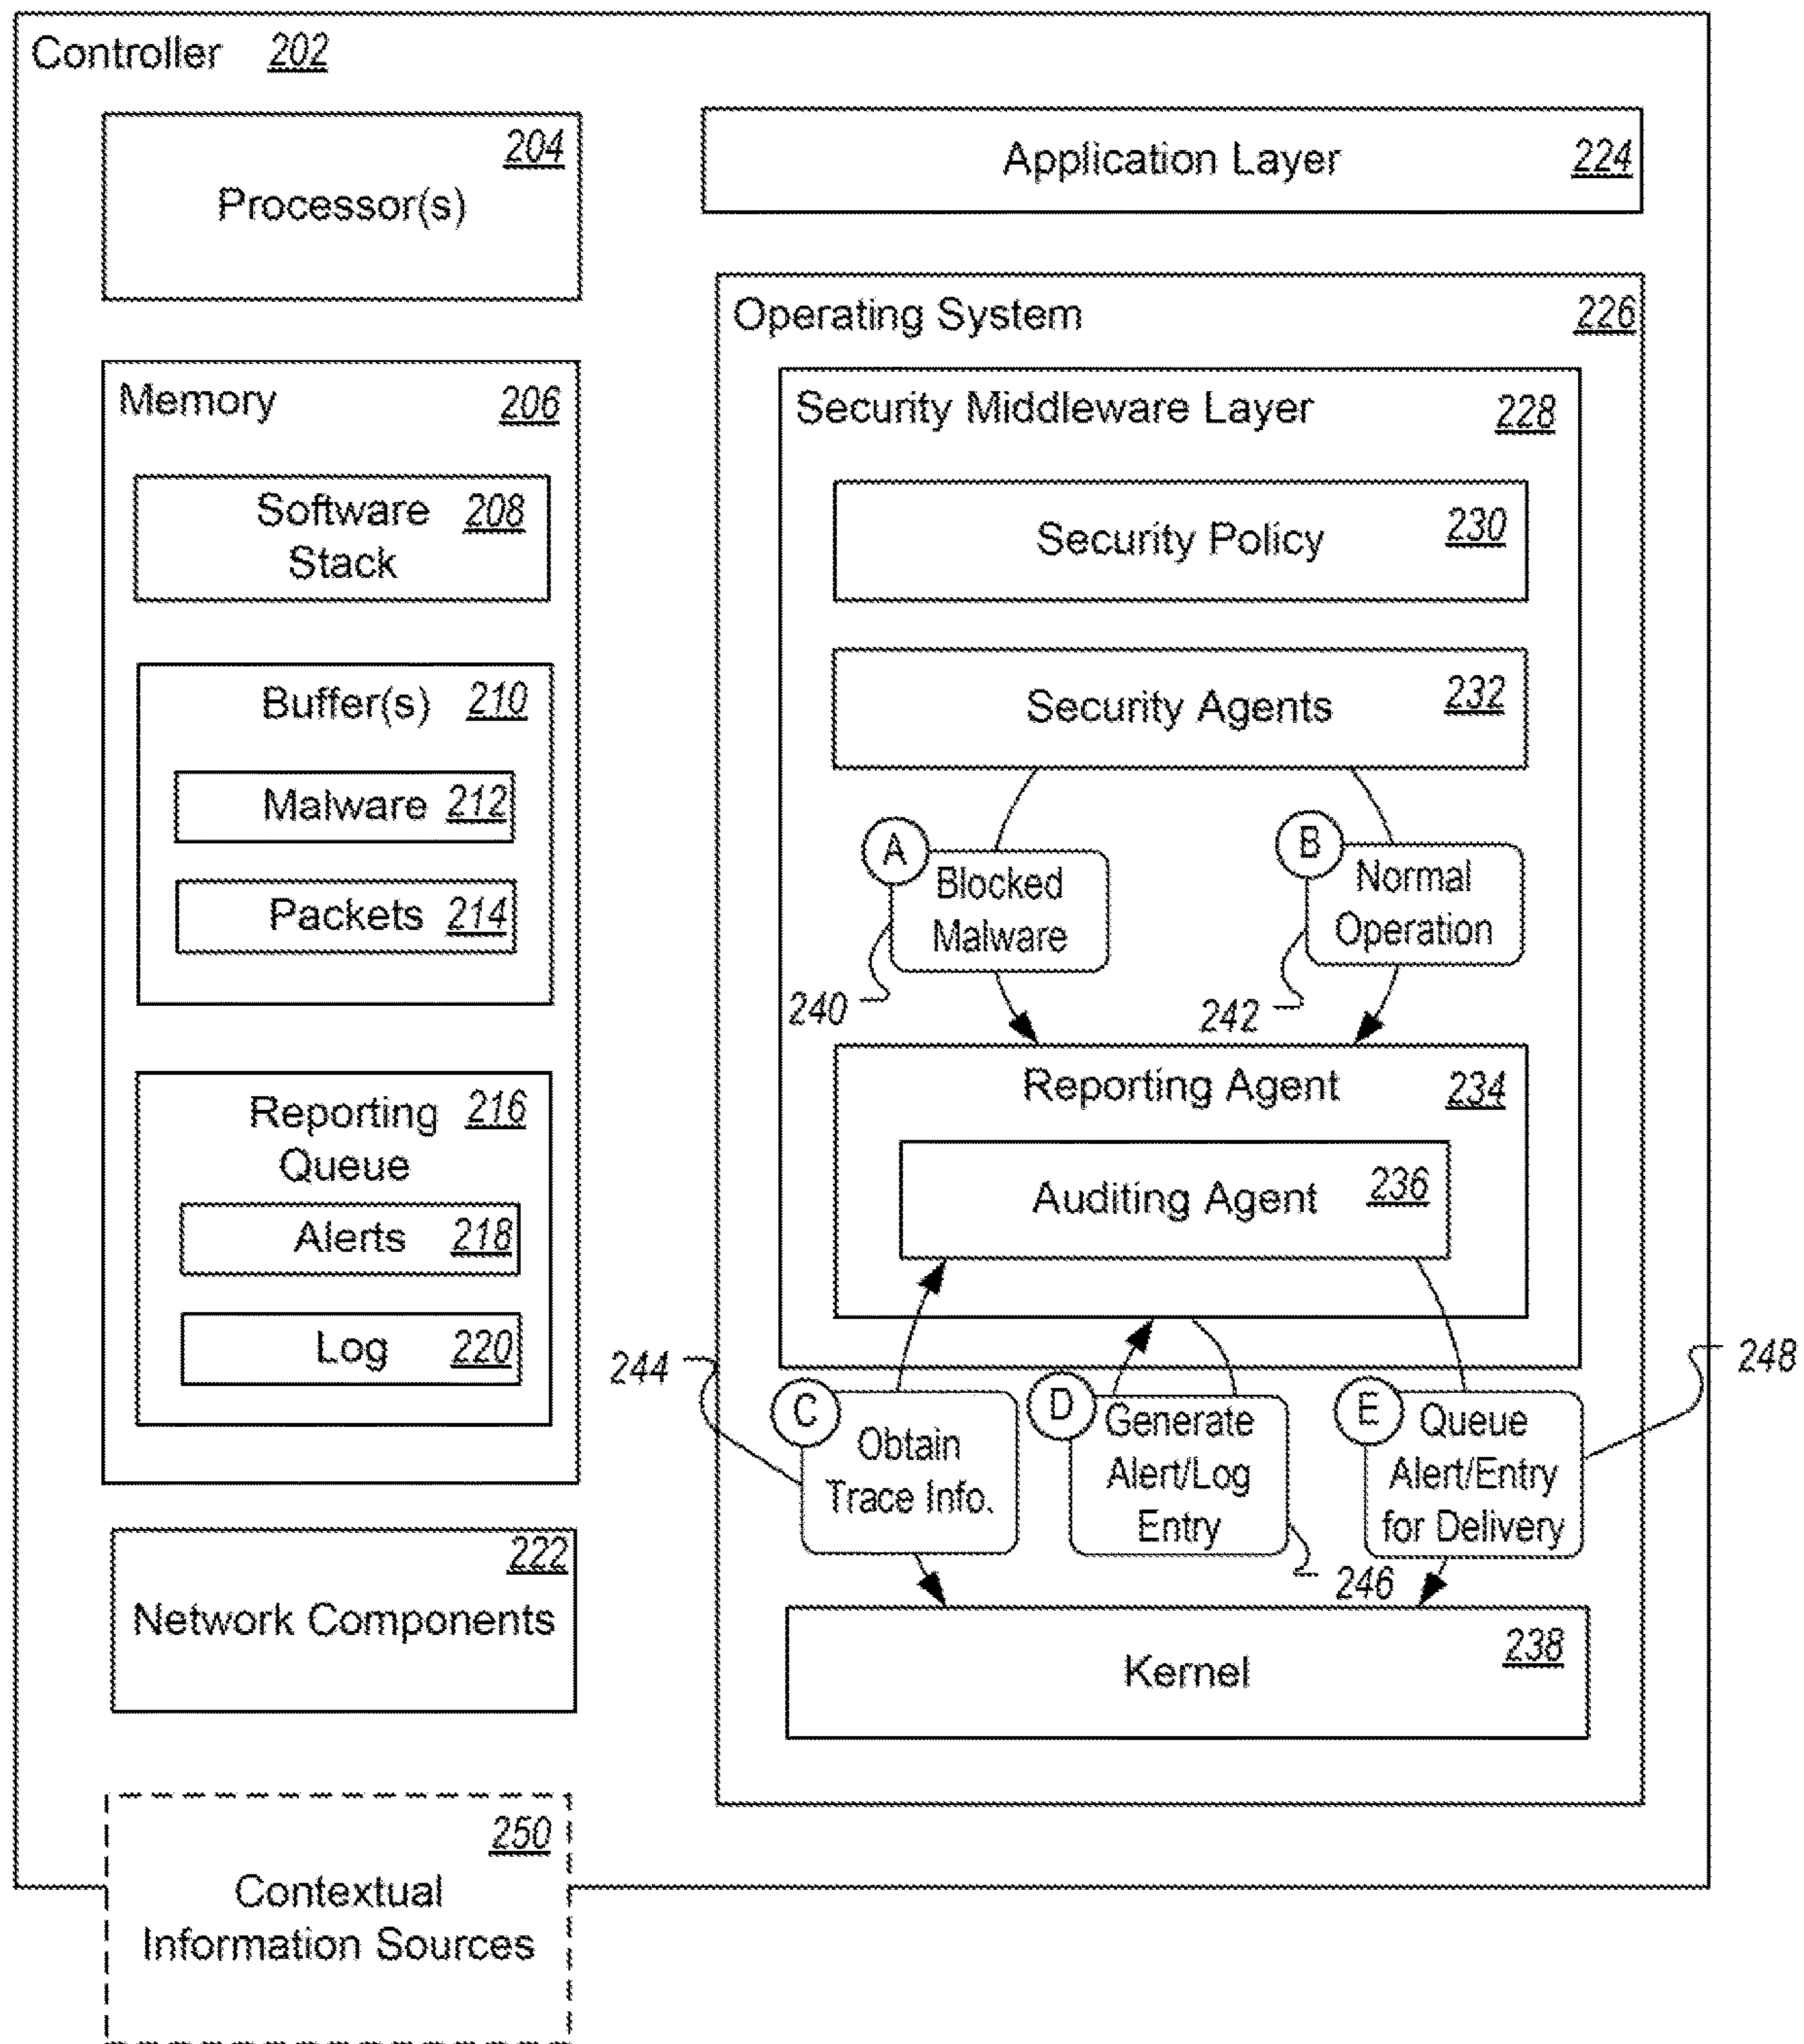 Controller 202
204
Processor(s)
Memory 206
Software 208
Stack
Buffer(s) 210
Malware 212
Packets 214
Reporting 216
Queue
Alerts 218
Log 220
222
Network Components
250
Contextual
Information Sources
Application Layer 224
Operating System 226
Security Middleware Layer 228
Security Policy 230
Security Agents 232
A
Blocked
Malware
240
B
Normal
Operation
242
Reporting Agent 234
Auditing Agent 236
244
C
Obtain
Trace Info.
D
Generate
Alert/Log
Entry
246
E
Queue
Alert/Entry
for Delivery
248
Kernel 238